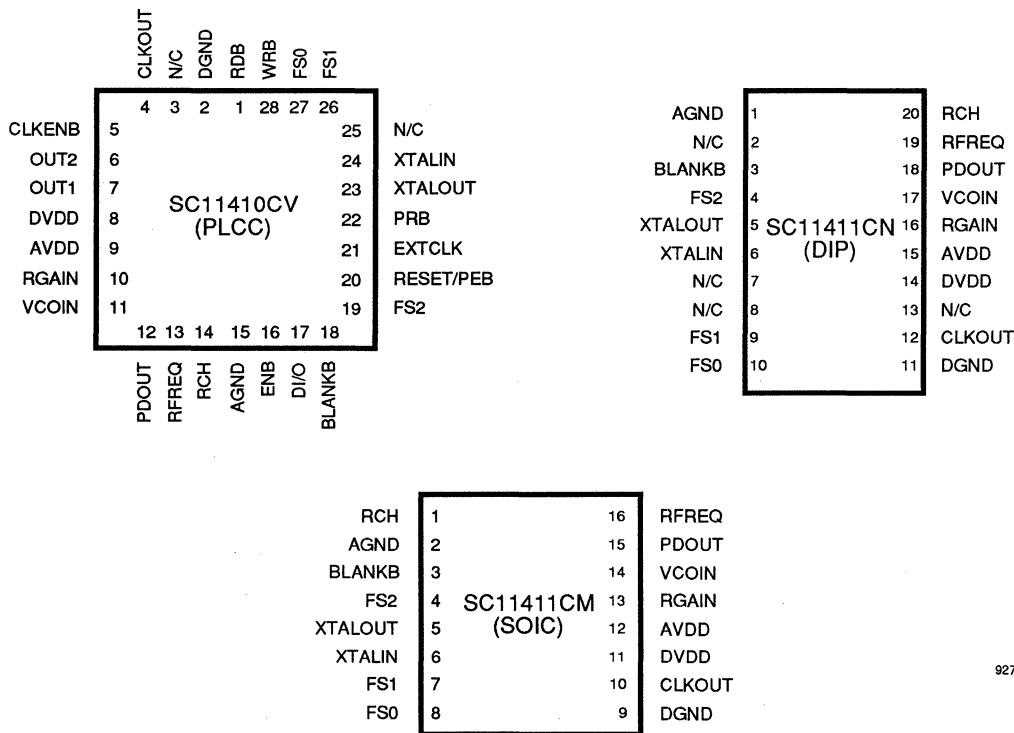 CLKOUT N/C DGND RDB WRB FS0 FS1
4 3 2 1 28 27 26
CLKENB 5 25 N/C
OUT2 6 24 XTALIN
OUT1 7 23 XTALOUT
DVDD 8 22 PRB
AVDD 9 21 EXTCLK
RGAIN 10 20 RESET/PEB
VCOIN 11 19 FS2
SC11410CV
(PLCC)
12 13 14 15 16 17 18
PDOUT RFREQ RCH AGND ENB DI/O BLANKB
AGND 1 20 RCH
N/C 2 19 RFREQ
BLANKB 3 18 PDOUT
FS2 4 17 VCOIN
XTALOUT 5 SC11411CN 16 RGAIN
XTALIN 6 (DIP) 15 AVDD
N/C 7 14 DVDD
N/C 8 13 N/C
FS1 9 12 CLKOUT
FS0 10 11 DGND
RCH 1 16 RFREQ
AGND 2 15 PDOUT
BLANKB 3 14 VCOIN
FS2 4 SC11411CM 13 RGAIN
XTALOUT 5 (SOIC) 12 AVDD
XTALIN 6 11 DVDD
FS1 7 10 CLKOUT
FS0 8 9 DGND
927